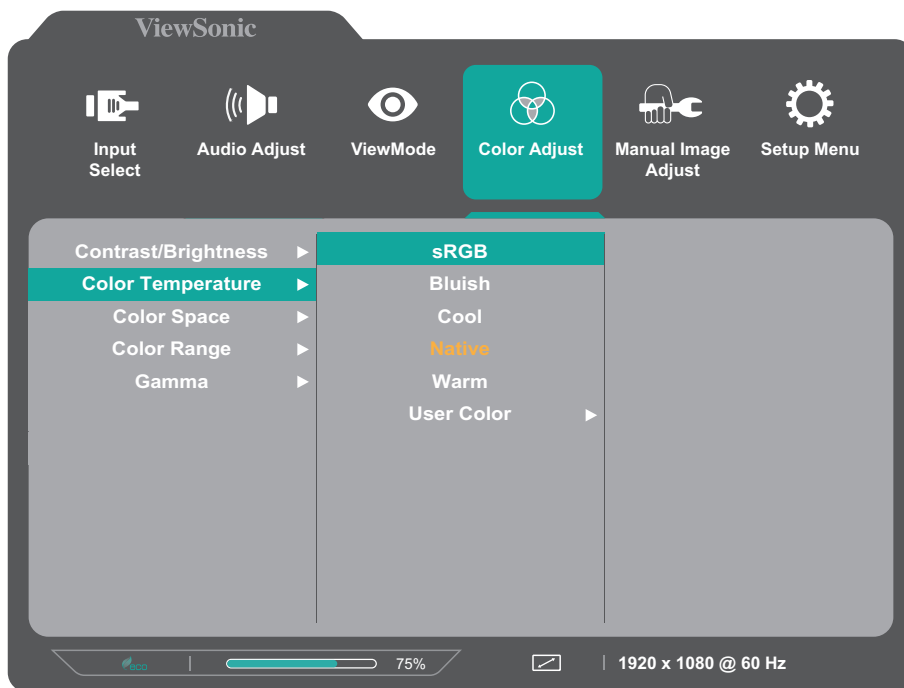 ViewSonic
Input
Select
Audio Adjust
ViewMode
Color Adjust
Manual Image
Adjust
Setup Menu
Contrast/Brightness
Color Temperature
Color Space
Color Range
Gamma
sRGB
Bluish
Cool
Native
Warm
User Color
eco
75%
1920 x 1080 @ 60 Hz